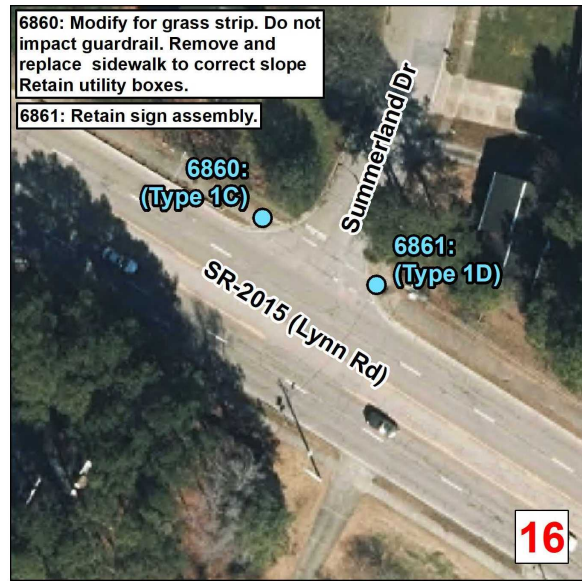 6860: Modify for grass strip. Do not
impact guardrail. Remove and
replace sidewalk to correct slope
Retain utility boxes.
6861: Retain sign assembly.
Summerland Dr
6860:
(Type 1C)
6861:
(Type 1D)
SR-2015 (Lynn Rd)
16